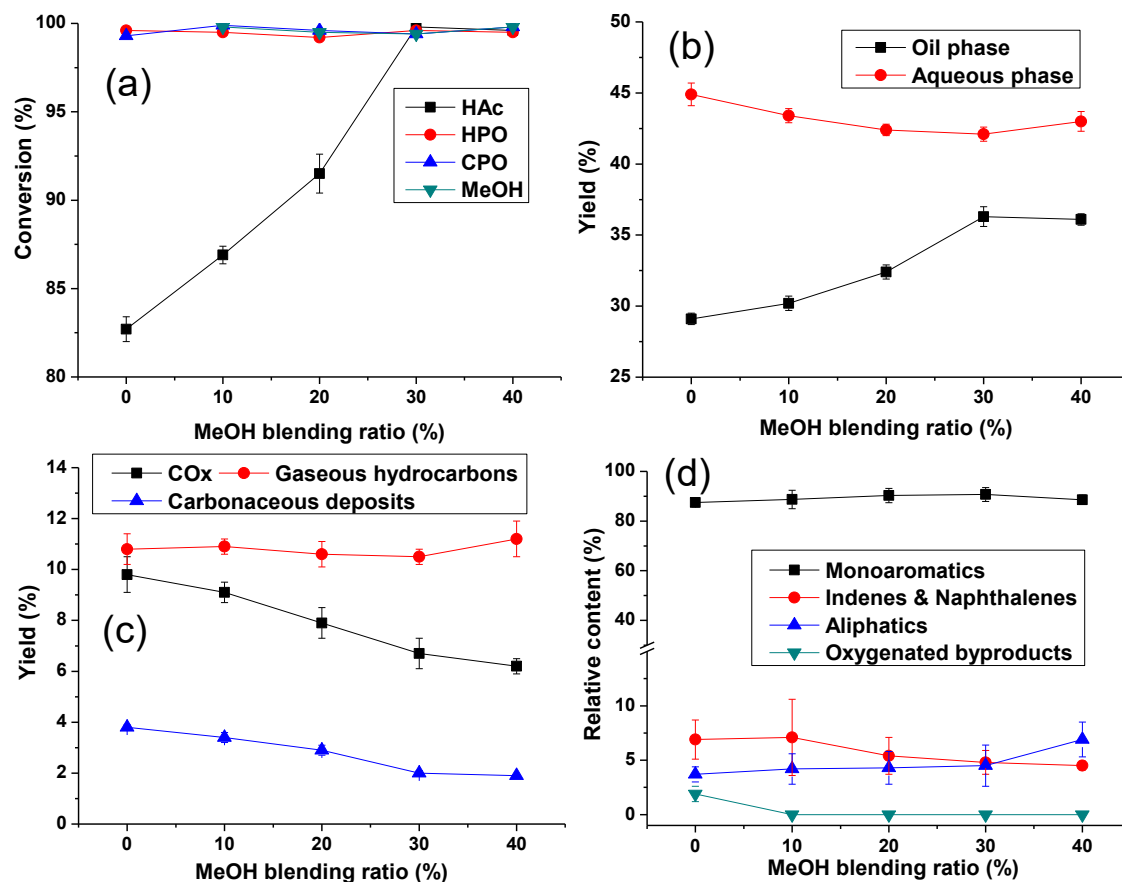 (a)
100
95
90
85
80
Conversion (%)
HAc
HPO
CPO
MeOH
0 10 20 30 40
MeOH blending ratio (%)
(b)
50
45
40
35
30
25
Yield (%)
Oil phase
Aqueous phase
0 10 20 30 40
MeOH blending ratio (%)
(c)
14
12
10
8
6
4
2
0
Yield (%)
COx Gaseous hydrocarbons
Carbonaceous deposits
0 10 20 30 40
MeOH blending ratio (%)
(d)
100
90
80
40
10
5
0
Relative content (%)
Monoaromatics
Indenes & Naphthalenes
Aliphatics
Oxygenated byproducts
0 10 20 30 40
MeOH blending ratio (%)